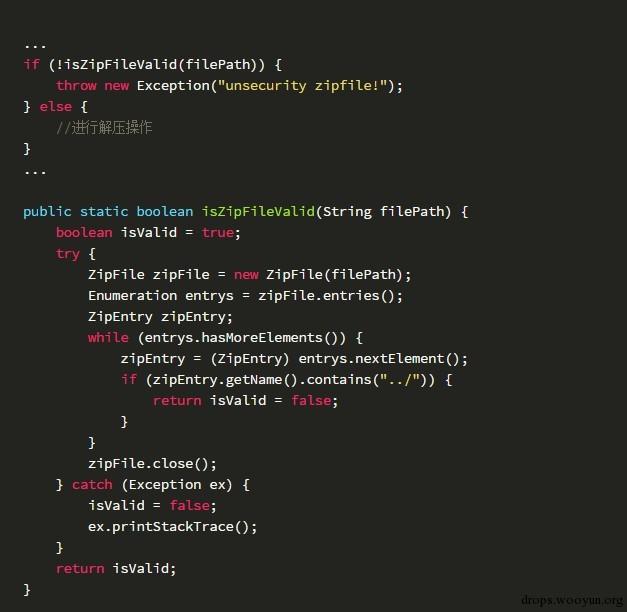 ...
if (!isZipFileValid(filePath)) {
    throw new Exception("unsecurity zipfile!");
} else {
    //进行解压操作
}
...
public static boolean isZipFileValid(String filePath) {
    boolean isValid = true;
    try {
        ZipFile zipFile = new ZipFile(filePath);
        Enumeration entrys = zipFile.entries();
        ZipEntry zipEntry;
        while (entrys.hasMoreElements()) {
            zipEntry = (ZipEntry) entrys.nextElement();
            if (zipEntry.getName().contains("../")) {
                return isValid = false;
            }
        }
        zipFile.close();
    } catch (Exception ex) {
        isValid = false;
        ex.printStackTrace();
    }
    return isValid;
}
drops.wooyun.org